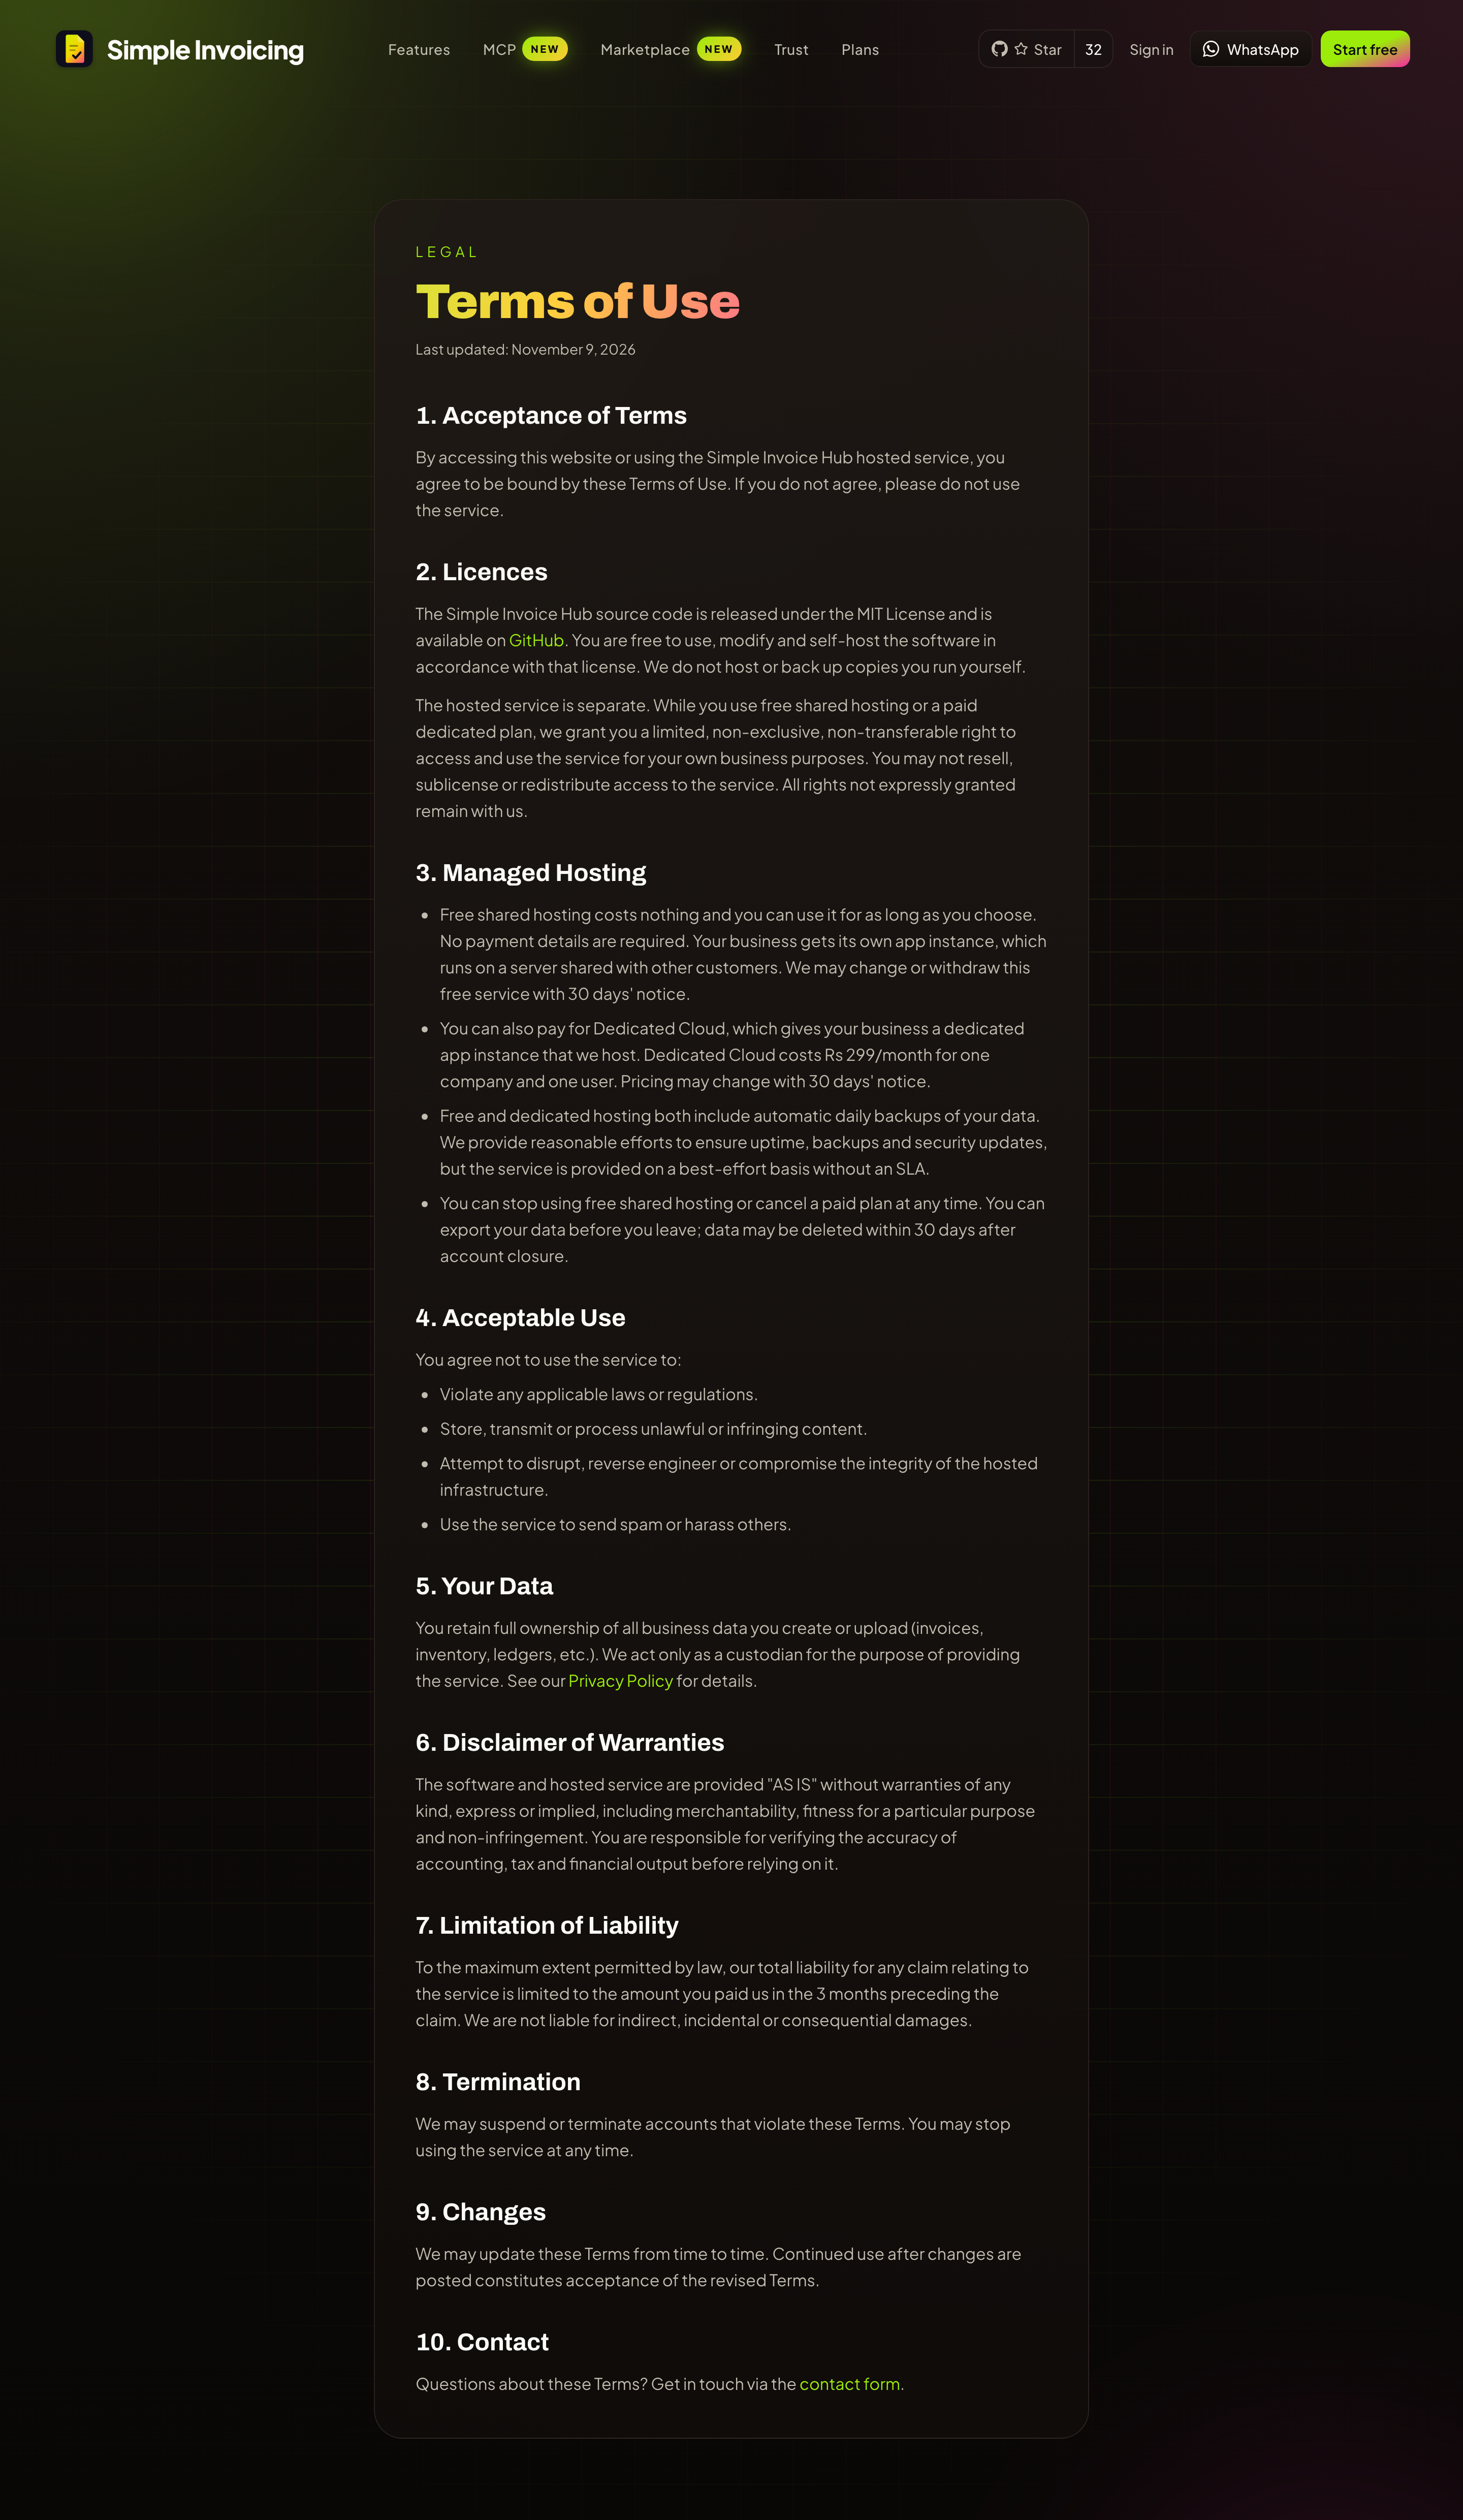 Simple Invoicing
Features
MCP NEW
Marketplace NEW
Trust
Plans
Star 32
Sign in
WhatsApp
Start free
LEGAL
Terms of Use
Last updated: November 9, 2026
1. Acceptance of Terms
By accessing this website or using the Simple Invoice Hub hosted service, you
agree to be bound by these Terms of Use. If you do not agree, please do not use
the service.
2. Licences
The Simple Invoice Hub source code is released under the MIT License and is
available on GitHub. You are free to use, modify and self-host the software in
accordance with that license. We do not host or back up copies you run yourself.
The hosted service is separate. While you use free shared hosting or a paid
dedicated plan, we grant you a limited, non-exclusive, non-transferable right to
access and use the service for your own business purposes. You may not resell,
sublicense or redistribute access to the service. All rights not expressly granted
remain with us.
3. Managed Hosting
• Free shared hosting costs nothing and you can use it for as long as you choose.
No payment details are required. Your business gets its own app instance, which
runs on a server shared with other customers. We may change or withdraw this
free service with 30 days' notice.
• You can also pay for Dedicated Cloud, which gives your business a dedicated
app instance that we host. Dedicated Cloud costs Rs 299/month for one
company and one user. Pricing may change with 30 days' notice.
• Free and dedicated hosting both include automatic daily backups of your data.
We provide reasonable efforts to ensure uptime, backups and security updates,
but the service is provided on a best-effort basis without an SLA.
• You can stop using free shared hosting or cancel a paid plan at any time. You can
export your data before you leave; data may be deleted within 30 days after
account closure.
4. Acceptable Use
You agree not to use the service to:
• Violate any applicable laws or regulations.
• Store, transmit or process unlawful or infringing content.
• Attempt to disrupt, reverse engineer or compromise the integrity of the hosted
infrastructure.
• Use the service to send spam or harass others.
5. Your Data
You retain full ownership of all business data you create or upload (invoices,
inventory, ledgers, etc.). We act only as a custodian for the purpose of providing
the service. See our Privacy Policy for details.
6. Disclaimer of Warranties
The software and hosted service are provided "AS IS" without warranties of any
kind, express or implied, including merchantability, fitness for a particular purpose
and non-infringement. You are responsible for verifying the accuracy of
accounting, tax and financial output before relying on it.
7. Limitation of Liability
To the maximum extent permitted by law, our total liability for any claim relating to
the service is limited to the amount you paid us in the 3 months preceding the
claim. We are not liable for indirect, incidental or consequential damages.
8. Termination
We may suspend or terminate accounts that violate these Terms. You may stop
using the service at any time.
9. Changes
We may update these Terms from time to time. Continued use after changes are
posted constitutes acceptance of the revised Terms.
10. Contact
Questions about these Terms? Get in touch via the contact form.